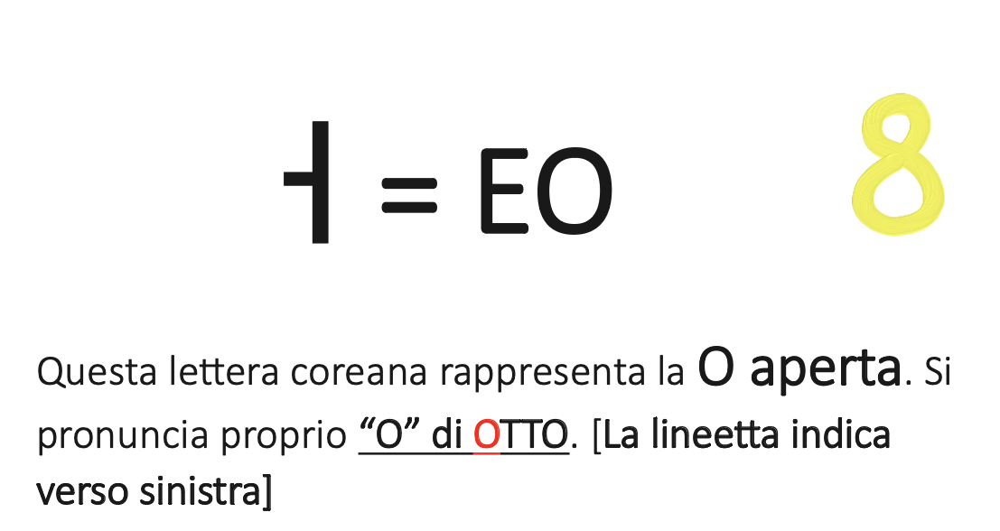 ㅓ = EO 8
Questa lettera coreana rappresenta la O aperta. Si
pronuncia proprio “O” di OTTO. [La lineetta indica
verso sinistra]